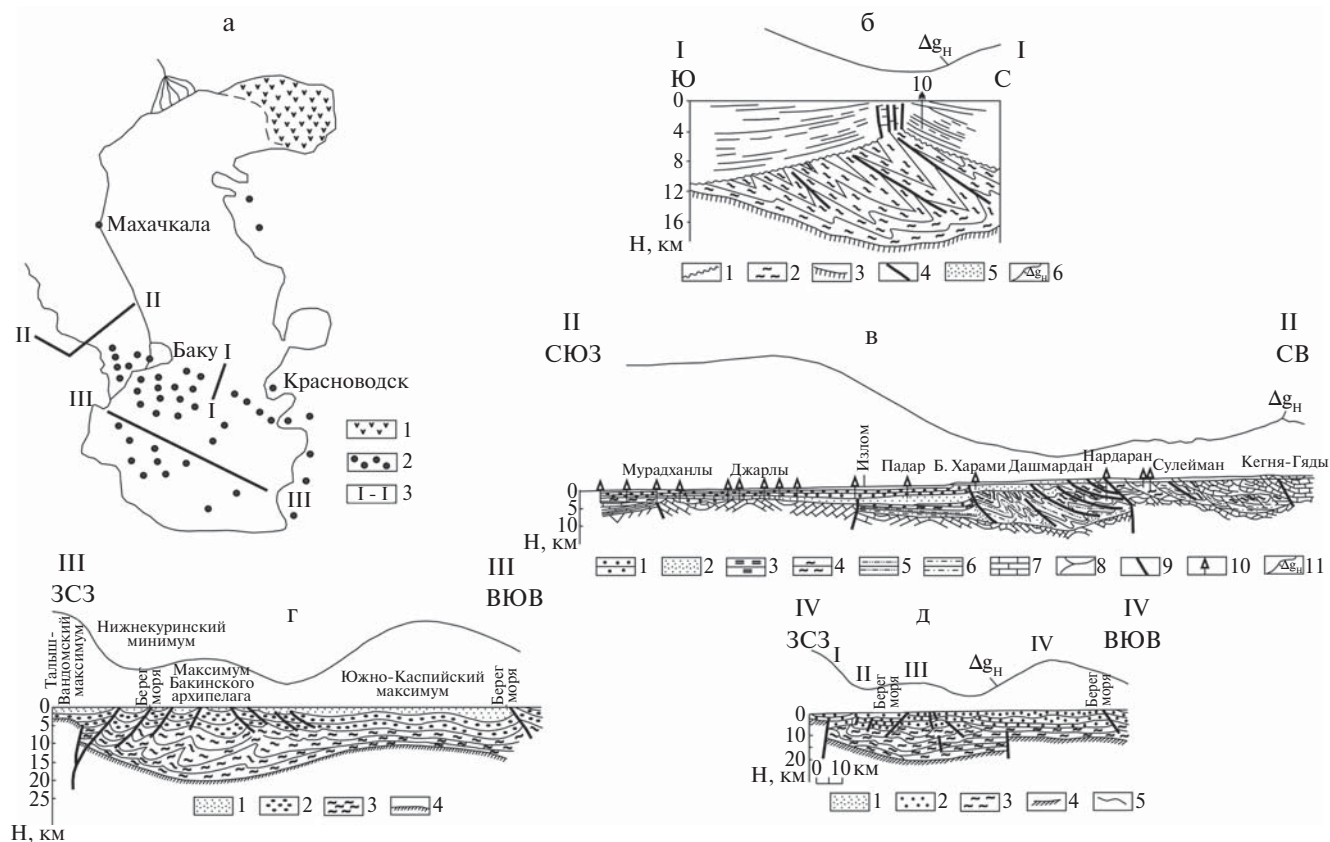 а
Махачкала
II
II
Баку
I
I
Красноводск
III
III
1
2
I - I
3
б
I
I
Ю
С
Δgн
10
0
4
8
12
16
Н, км
1
2
3
4
5
Δgн
6
в
II
II
СЮЗ
СВ
Δgн
Мурадханлы
Джарлы
Излом
Падар
Б. Харами
Дашмардан
Нардаран
Сулейман
Кегня-Гяды
0
5
10
Н, км
1
2
3
4
5
6
7
8
9
10
Δgн
11
г
III
III
ЗСЗ
ВЮВ
Талыш-
Вандомский
максимум
Нижнекуринский
минимум
Берег
моря
Максимум
Бакинского
архипелага
Южно-Каспийский
максимум
Берег
моря
0
5
10
15
20
25
Н, км
1
2
3
4
д
IV
IV
ЗСЗ
ВЮВ
I
II
Берег
моря
III
Δgн
IV
Берег
моря
0
10
20
Н, км
0 10 км
1
2
3
4
5